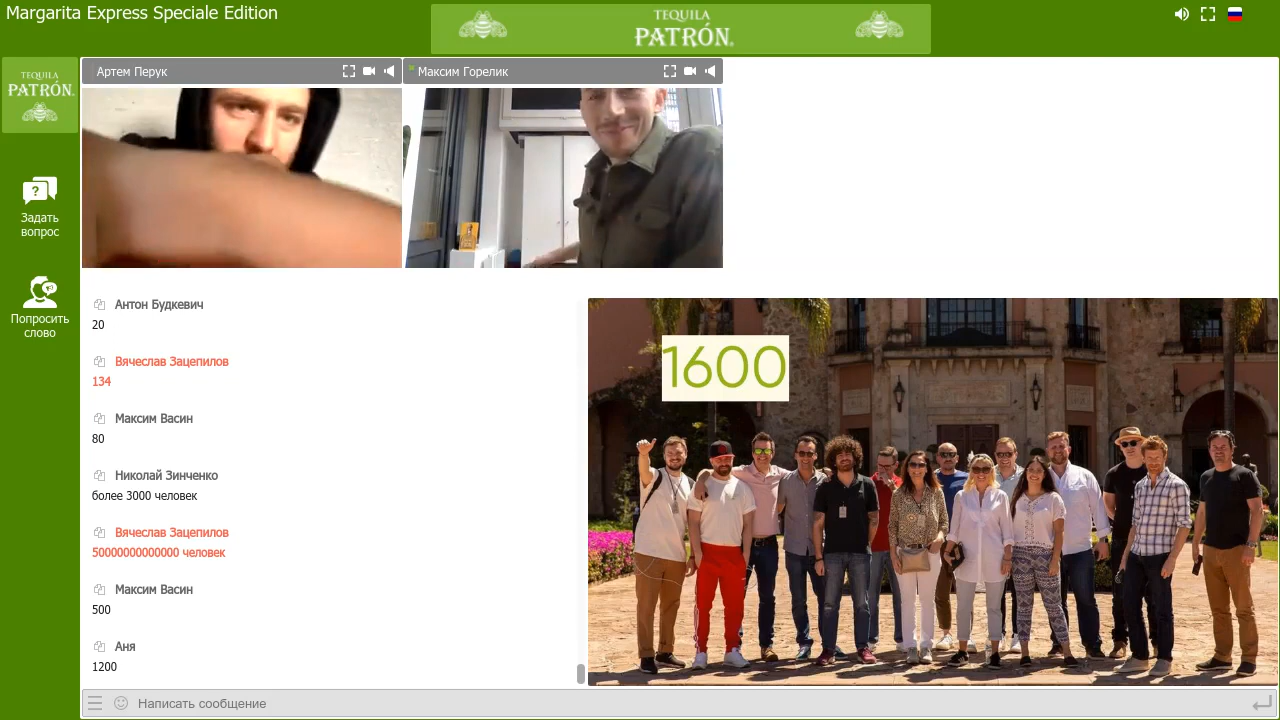 Margarita Express Speciale Edition
TEQUILA
PATRÓN.
TEQUILA
PATRÓN.
Задать
вопрос
Попросить
слово
Артем Перук
Максим Горелик
Антон Будкевич
20
Вячеслав Зацепилов
134
Максим Васин
80
Николай Зинченко
более 3000 человек
Вячеслав Зацепилов
50000000000000 человек
Максим Васин
500
Аня
1200
Написать сообщение
1600